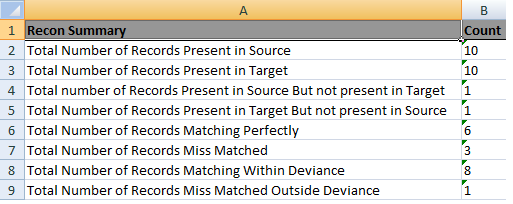 A B
1 Recon Summary Count
2 Total Number of Records Present in Source 10
3 Total Number of Records Present in Target 10
4 Total number of Records Present in Source But not present in Target 1
5 Total Number of Records Present in Target But not present in Source 1
6 Total Number of Records Matching Perfectly 6
7 Total Number of Records Miss Matched 3
8 Total Number of Records Matching Within Deviance 8
9 Total Number of Records Miss Matched Outside Deviance 1